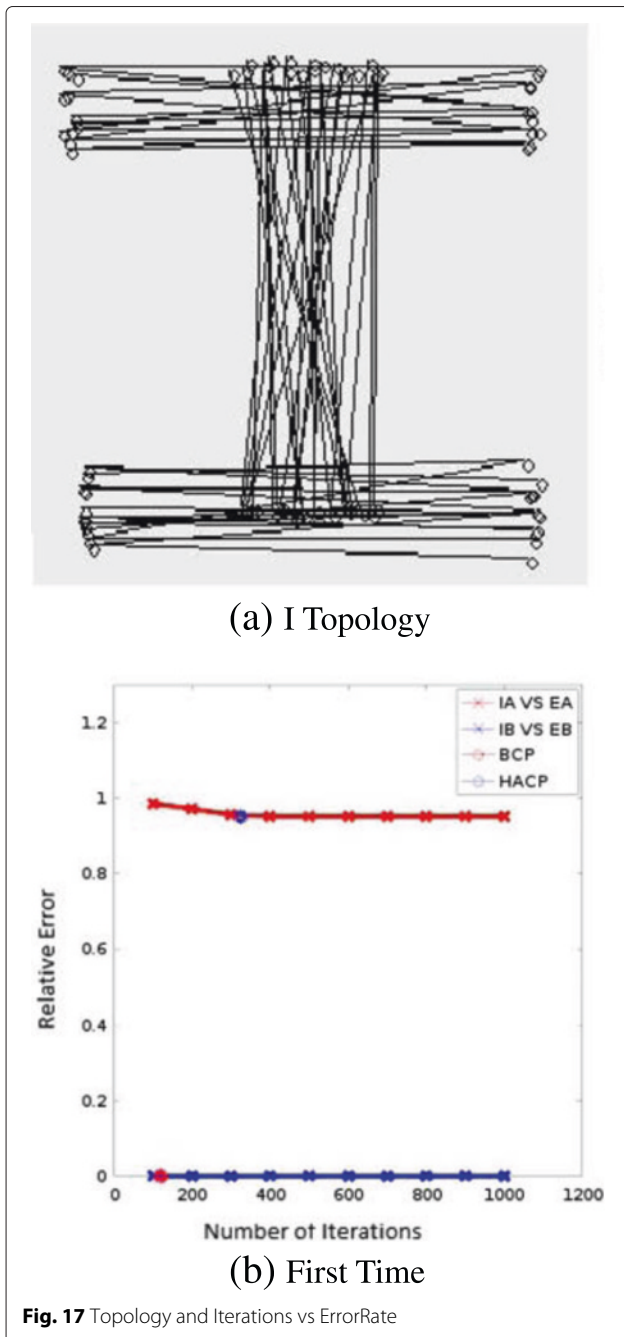 (a) I Topology
IA VS EA
IB VS EB
BCP
HACP
1.2
1
0.8
0.6
0.4
0.2
0
Relative Error
0 200 400 600 800 1000 1200
Number of Iterations
(b) First Time
Fig. 17 Topology and Iterations vs ErrorRate